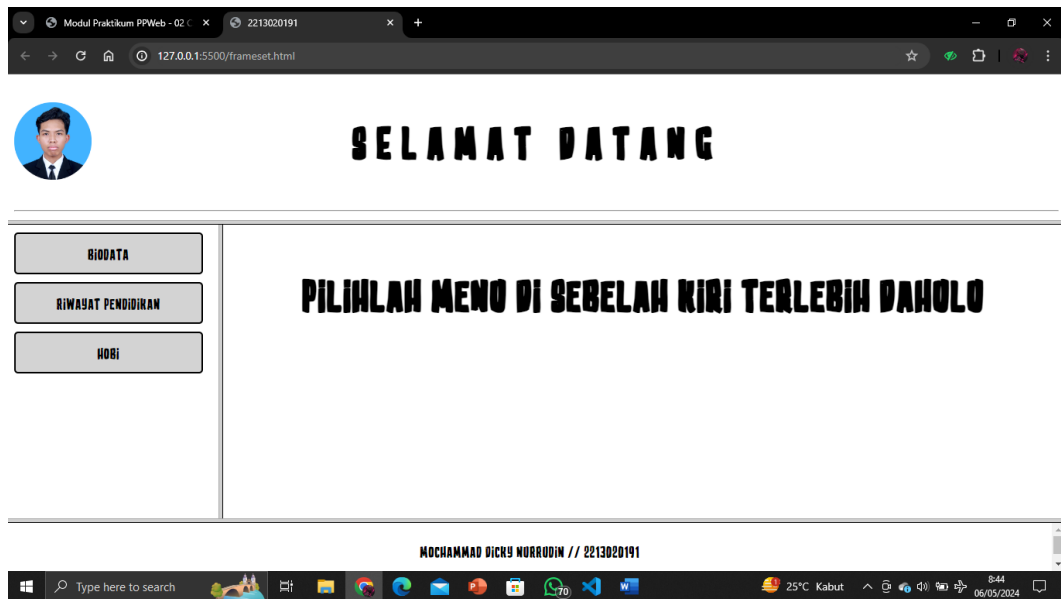 Modul Praktikum PPWeb - 02 C
2213020191
127.0.0.1:5500/frameset.html
SELAMAT DATANG
BIODATA
RIWAYAT PENDIDIKAN
HOBI
PILIHLAH MENU DI SEBELAH KIRI TERLEBIH DAHULU
MOCHAMMAD DICKY NURRUDIN // 2213020191
Type here to search
70
25°C Kabut
8:44
06/05/2024